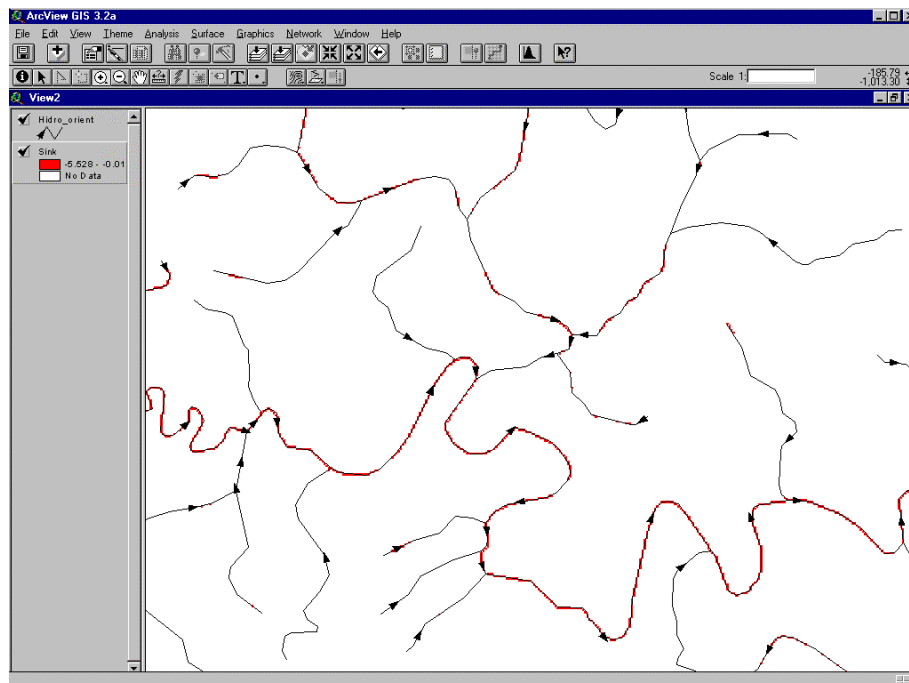 ArcView GIS 3.2a
File Edit View Theme Analysis Surface Graphics Network Window Help
Scale 1:
-185.79
-1,013.30
View2
Hidro_orient
Sink
-5.528 - -0.01
No Data